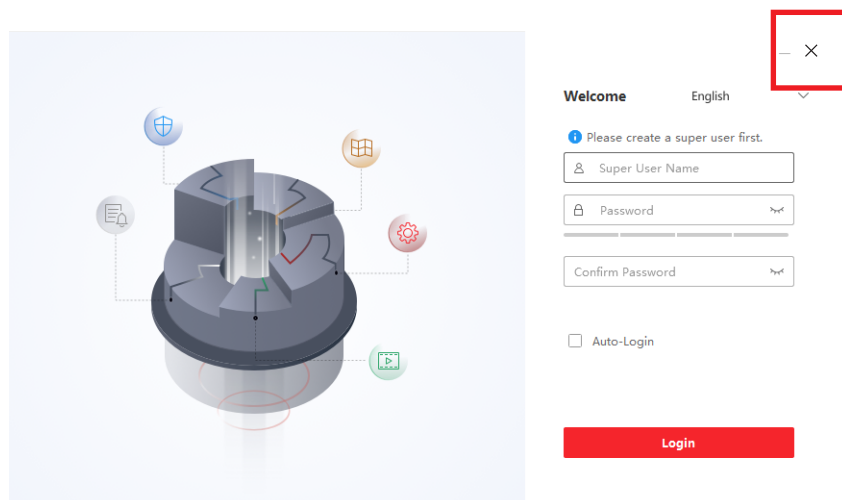 Welcome English
Please create a super user first.
Super User Name
Password
Confirm Password
Auto-Login
Login